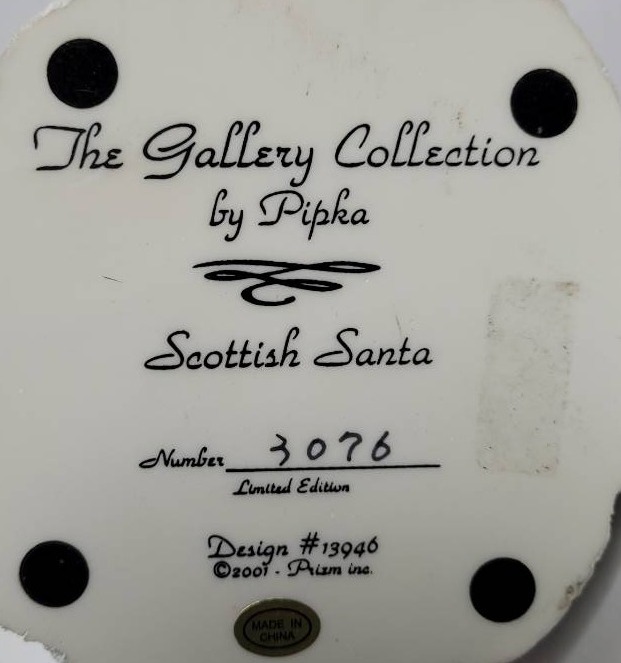 The Gallery Collection
by Pipka
Scottish Santa
Number 3076
Limited Edition
Design #13946
©2001 - Prizm inc.
MADE IN
CHINA